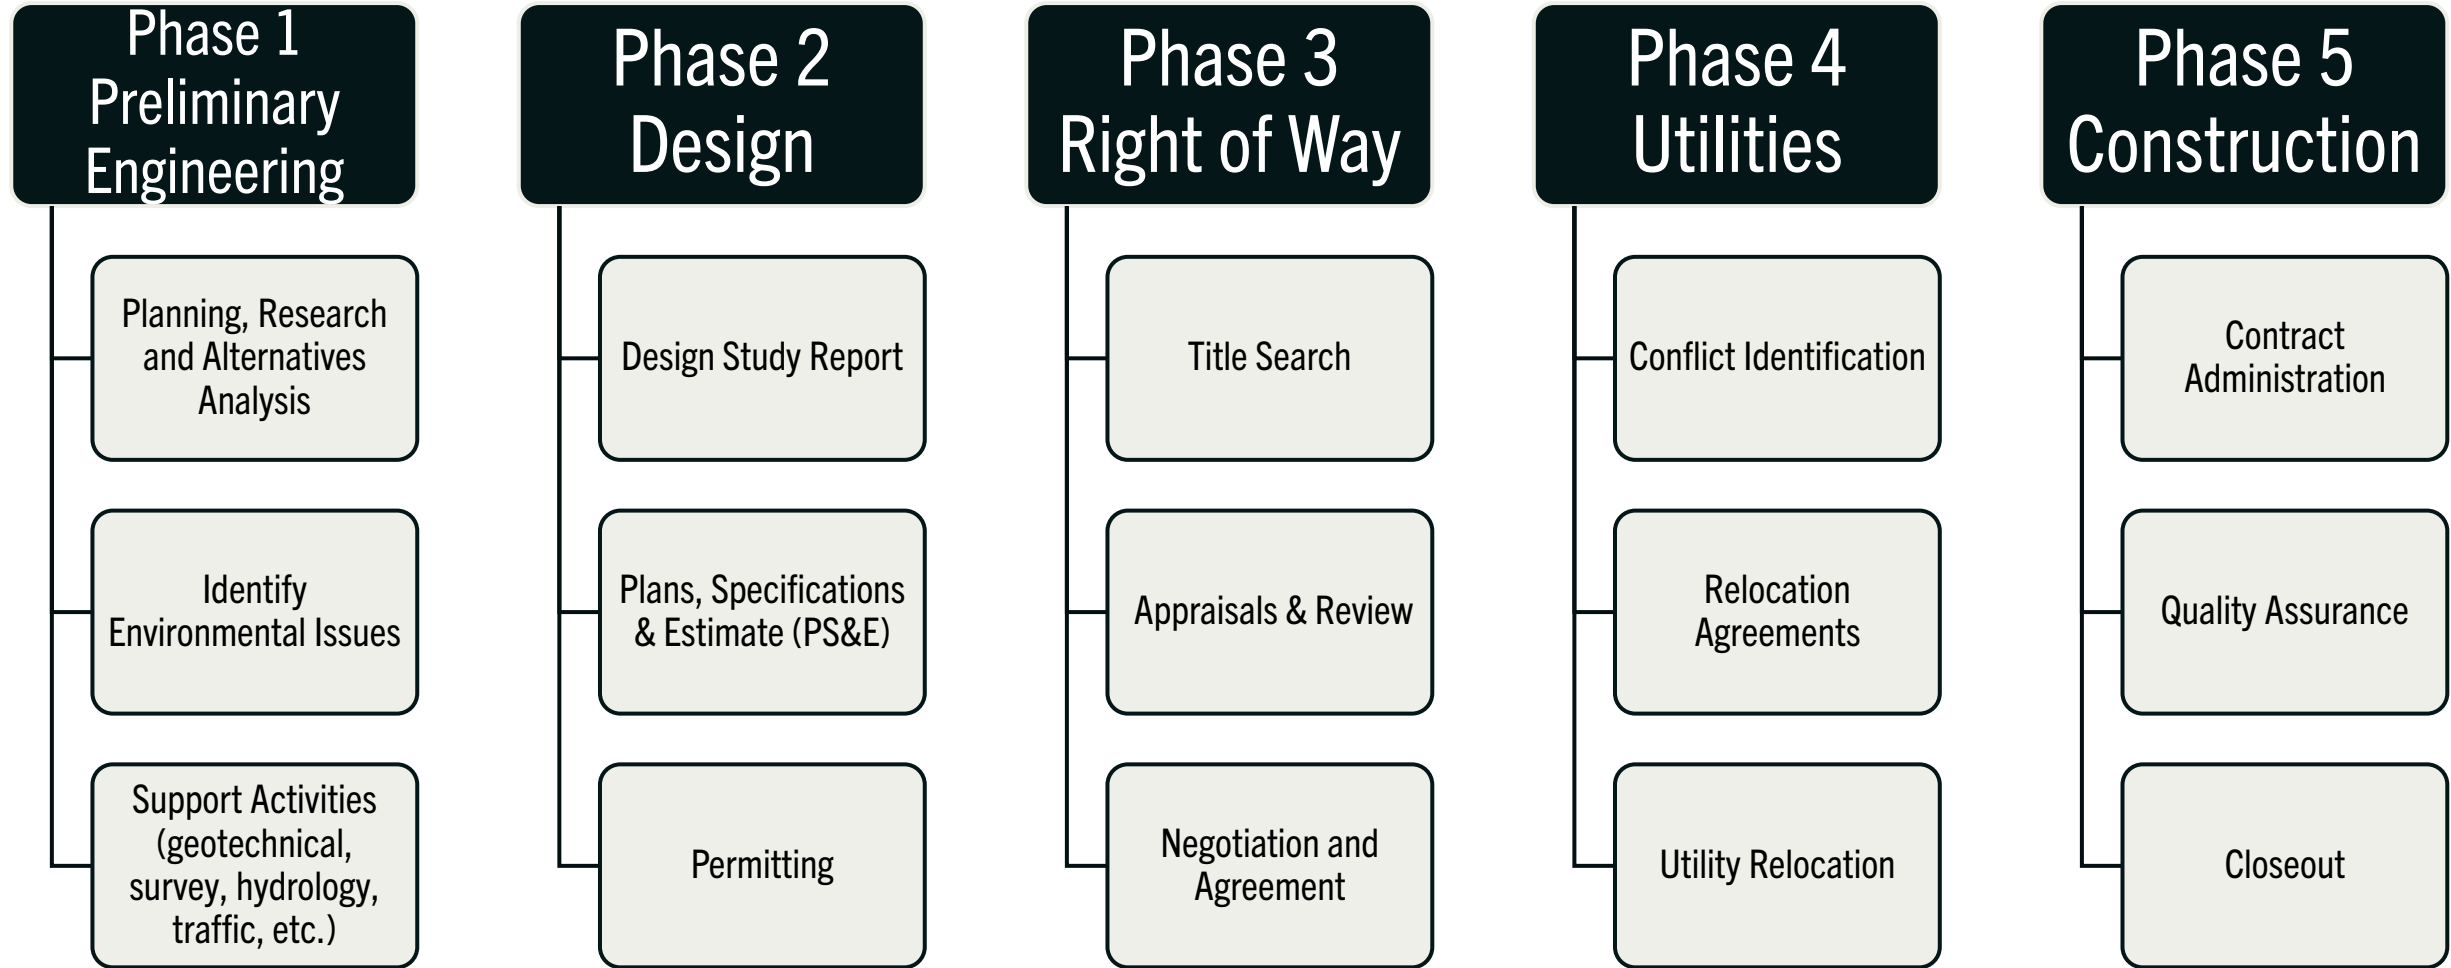 Phase 1
Preliminary
Engineering
Planning, Research
and Alternatives
Analysis
Identify
Environmental Issues
Support Activities
(geotechnical,
survey, hydrology,
traffic, etc.)
Phase 2
Design
Design Study Report
Plans, Specifications
& Estimate (PS&E)
Permitting
Phase 3
Right of Way
Title Search
Appraisals & Review
Negotiation and
Agreement
Phase 4
Utilities
Conflict Identification
Relocation
Agreements
Utility Relocation
Phase 5
Construction
Contract
Administration
Quality Assurance
Closeout